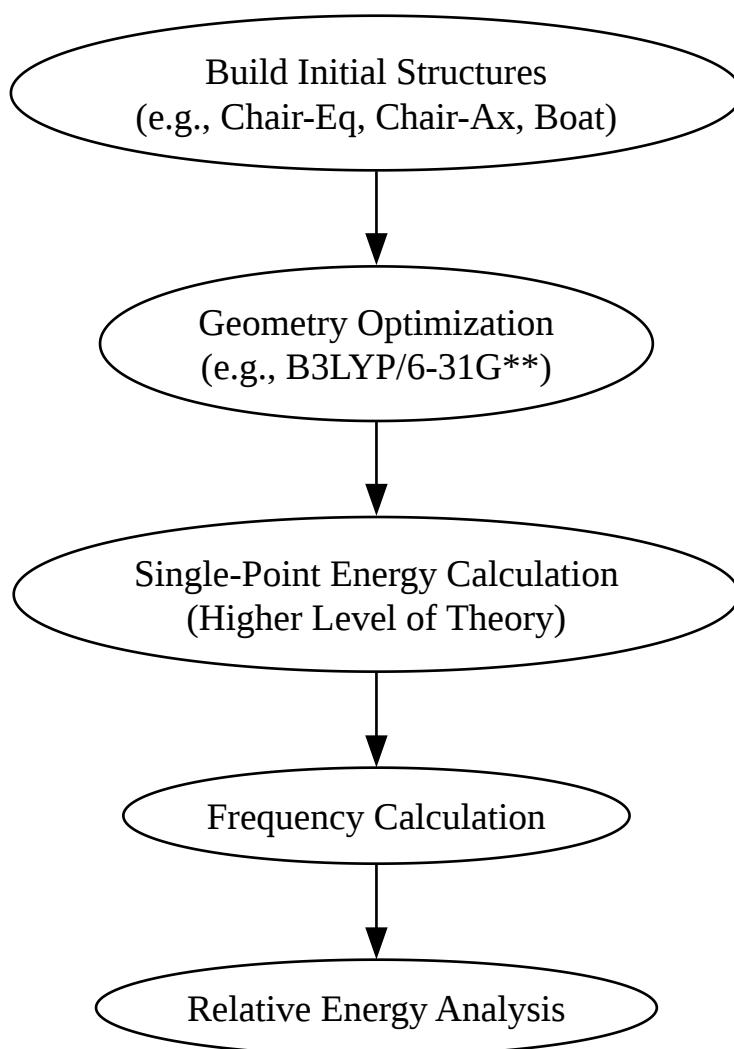 Build Initial Structures
(e.g., Chair-Eq, Chair-Ax, Boat)
Geometry Optimization
(e.g., B3LYP/6-31G**)
Single-Point Energy Calculation
(Higher Level of Theory)
Frequency Calculation
Relative Energy Analysis